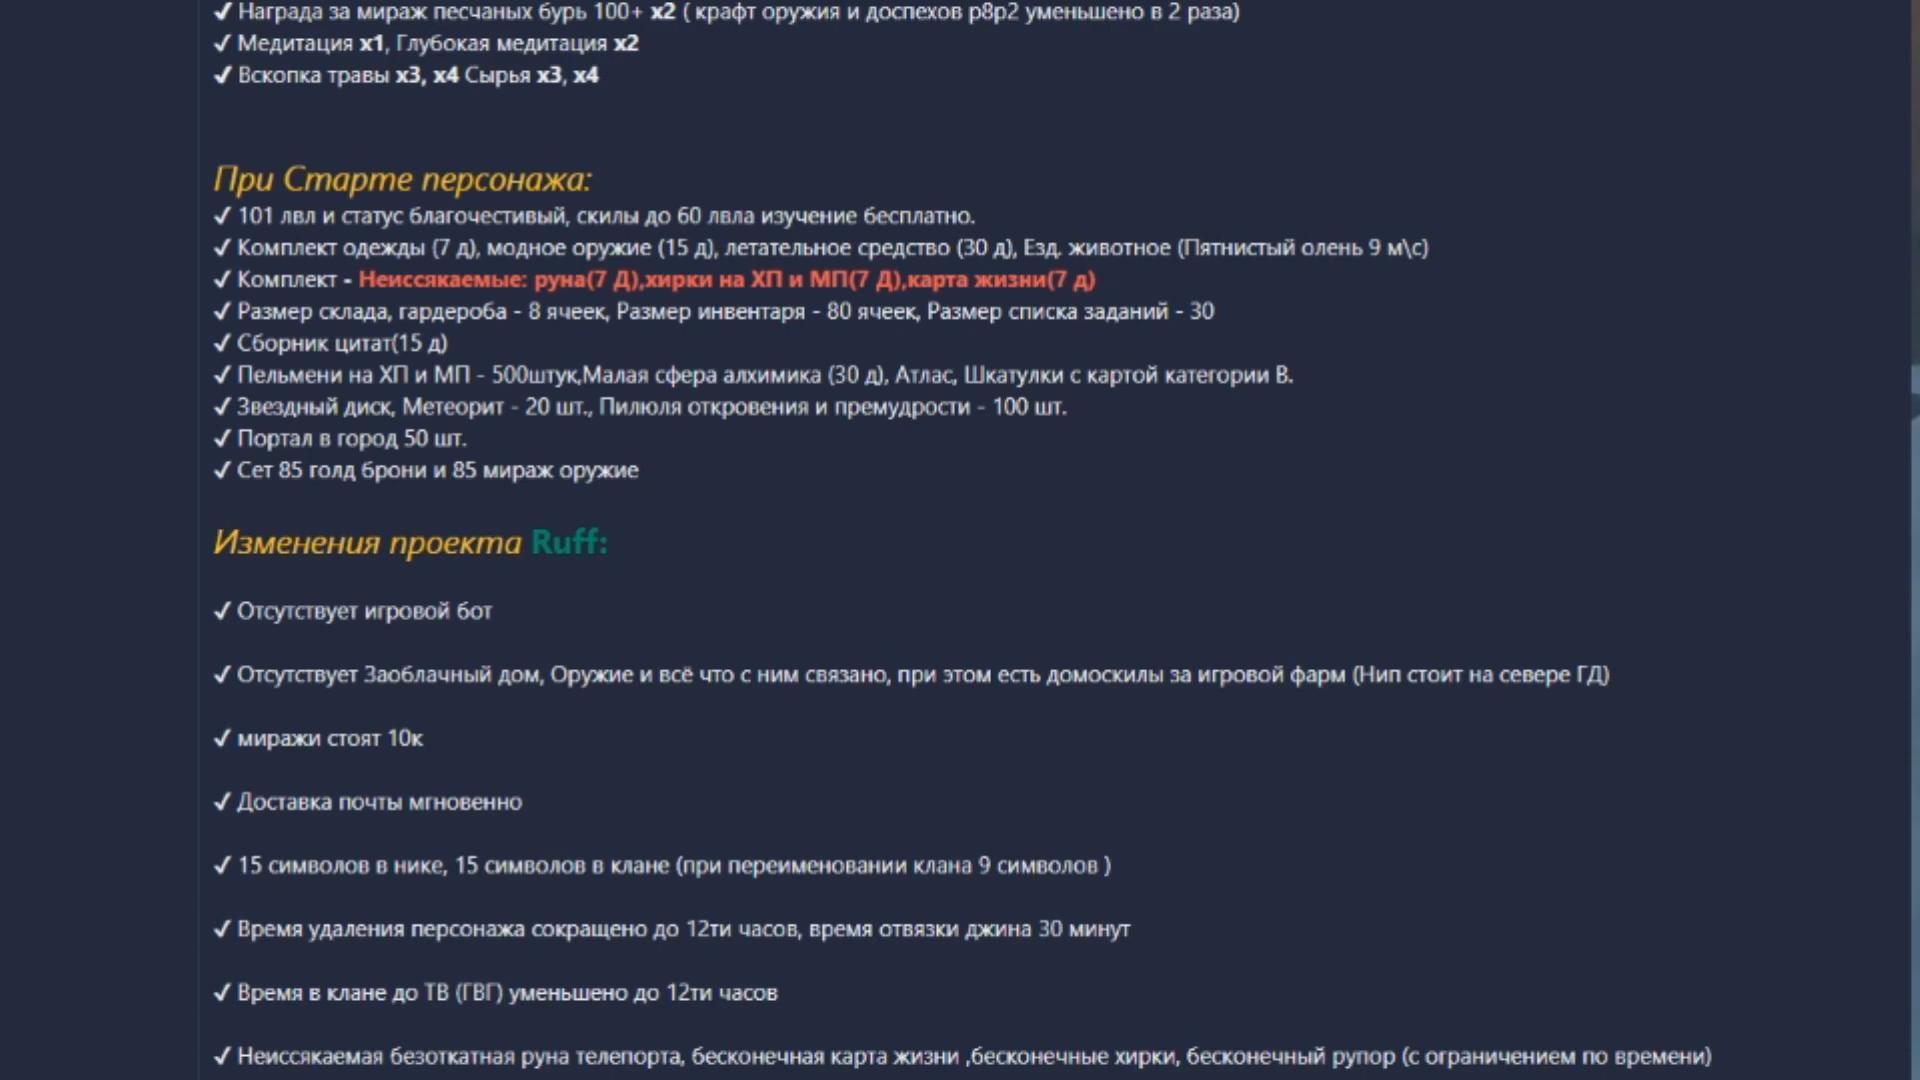 ✓ Награда за мираж песчаных бурь 100+ x2 ( крафт оружия и доспехов р8р2 уменьшено в 2 раза)
✓ Медитация x1, Глубокая медитация x2
✓ Вскопка травы x3, x4 Сырья x3, x4
При Старте персонажа:
✓ 101 лвл и статус благочестивый, скилы до 60 лвла изучение бесплатно.
✓ Комплект одежды (7 д), модное оружие (15 д), летательное средство (30 д), Езд. животное (Пятнистый олень 9 м\с)
✓ Комплект - Неиссякаемые: руна(7 Д),хирки на ХП и МП(7 Д),карта жизни(7 д)
✓ Размер склада, гардероба - 8 ячеек, Размер инвентаря - 80 ячеек, Размер списка заданий - 30
✓ Сборник цитат(15 д)
✓ Пельмени на ХП и МП - 500штук,Малая сфера алхимика (30 д), Атлас, Шкатулки с картой категории В.
✓ Звездный диск, Метеорит - 20 шт., Пилюля откровения и премудрости - 100 шт.
✓ Портал в город 50 шт.
✓ Сет 85 голд брони и 85 мираж оружие
Изменения проекта Ruff:
✓ Отсутствует игровой бот
✓ Отсутствует Заоблачный дом, Оружие и всё что с ним связано, при этом есть домоскилы за игровой фарм (Нип стоит на севере ГД)
✓ миражи стоят 10к
✓ Доставка почты мгновенно
✓ 15 символов в нике, 15 символов в клане (при переименовании клана 9 символов )
✓ Время удаления персонажа сокращено до 12ти часов, время отвязки джина 30 минут
✓ Время в клане до ТВ (ГВГ) уменьшено до 12ти часов
✓ Неиссякаемая безоткатная руна телепорта, бесконечная карта жизни ,бесконечные хирки, бесконечный рупор (с ограничением по времени)